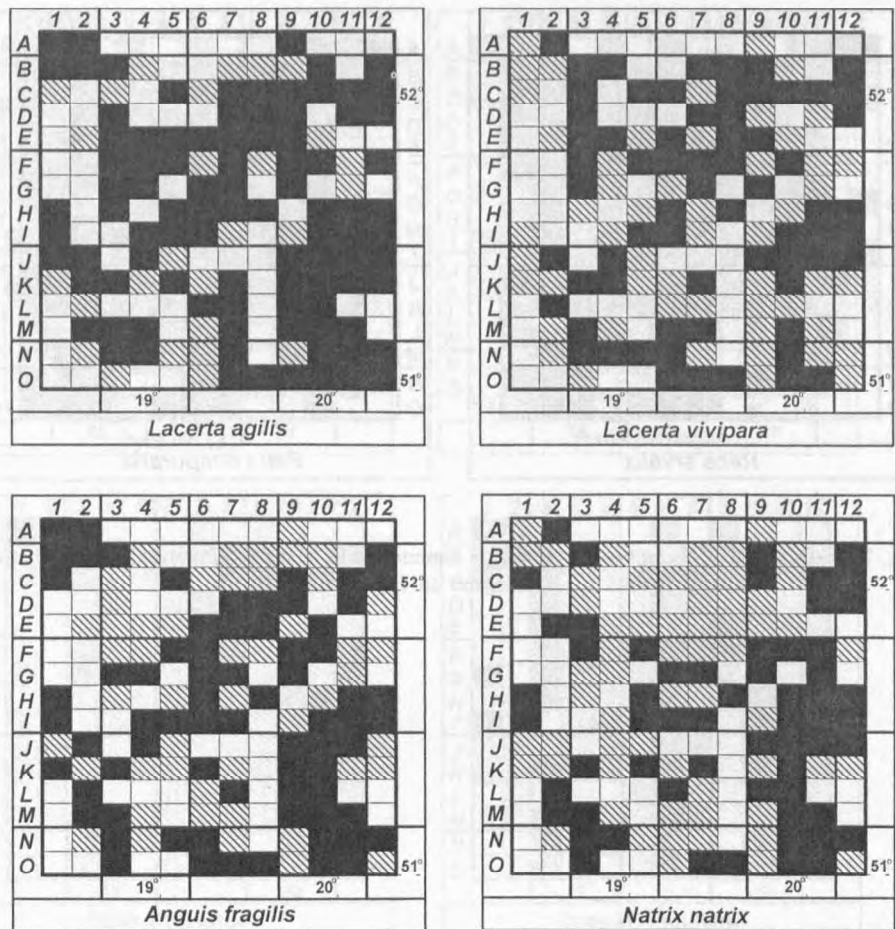 1 2 3 4 5 6 7 8 9 10 11 12
A
B
C 52°
D
E
F
G
H
I
J
K
L
M
N
O 51°
19° 20°
Lacerta agilis
1 2 3 4 5 6 7 8 9 10 11 12
A
B
C 52°
D
E
F
G
H
I
J
K
L
M
N
O 51°
19° 20°
Lacerta vivipara
1 2 3 4 5 6 7 8 9 10 11 12
A
B
C 52°
D
E
F
G
H
I
J
K
L
M
N
O 51°
19° 20°
Anguis fragilis
1 2 3 4 5 6 7 8 9 10 11 12
A
B
C 52°
D
E
F
G
H
I
J
K
L
M
N
O 51°
19° 20°
Natrix natrix